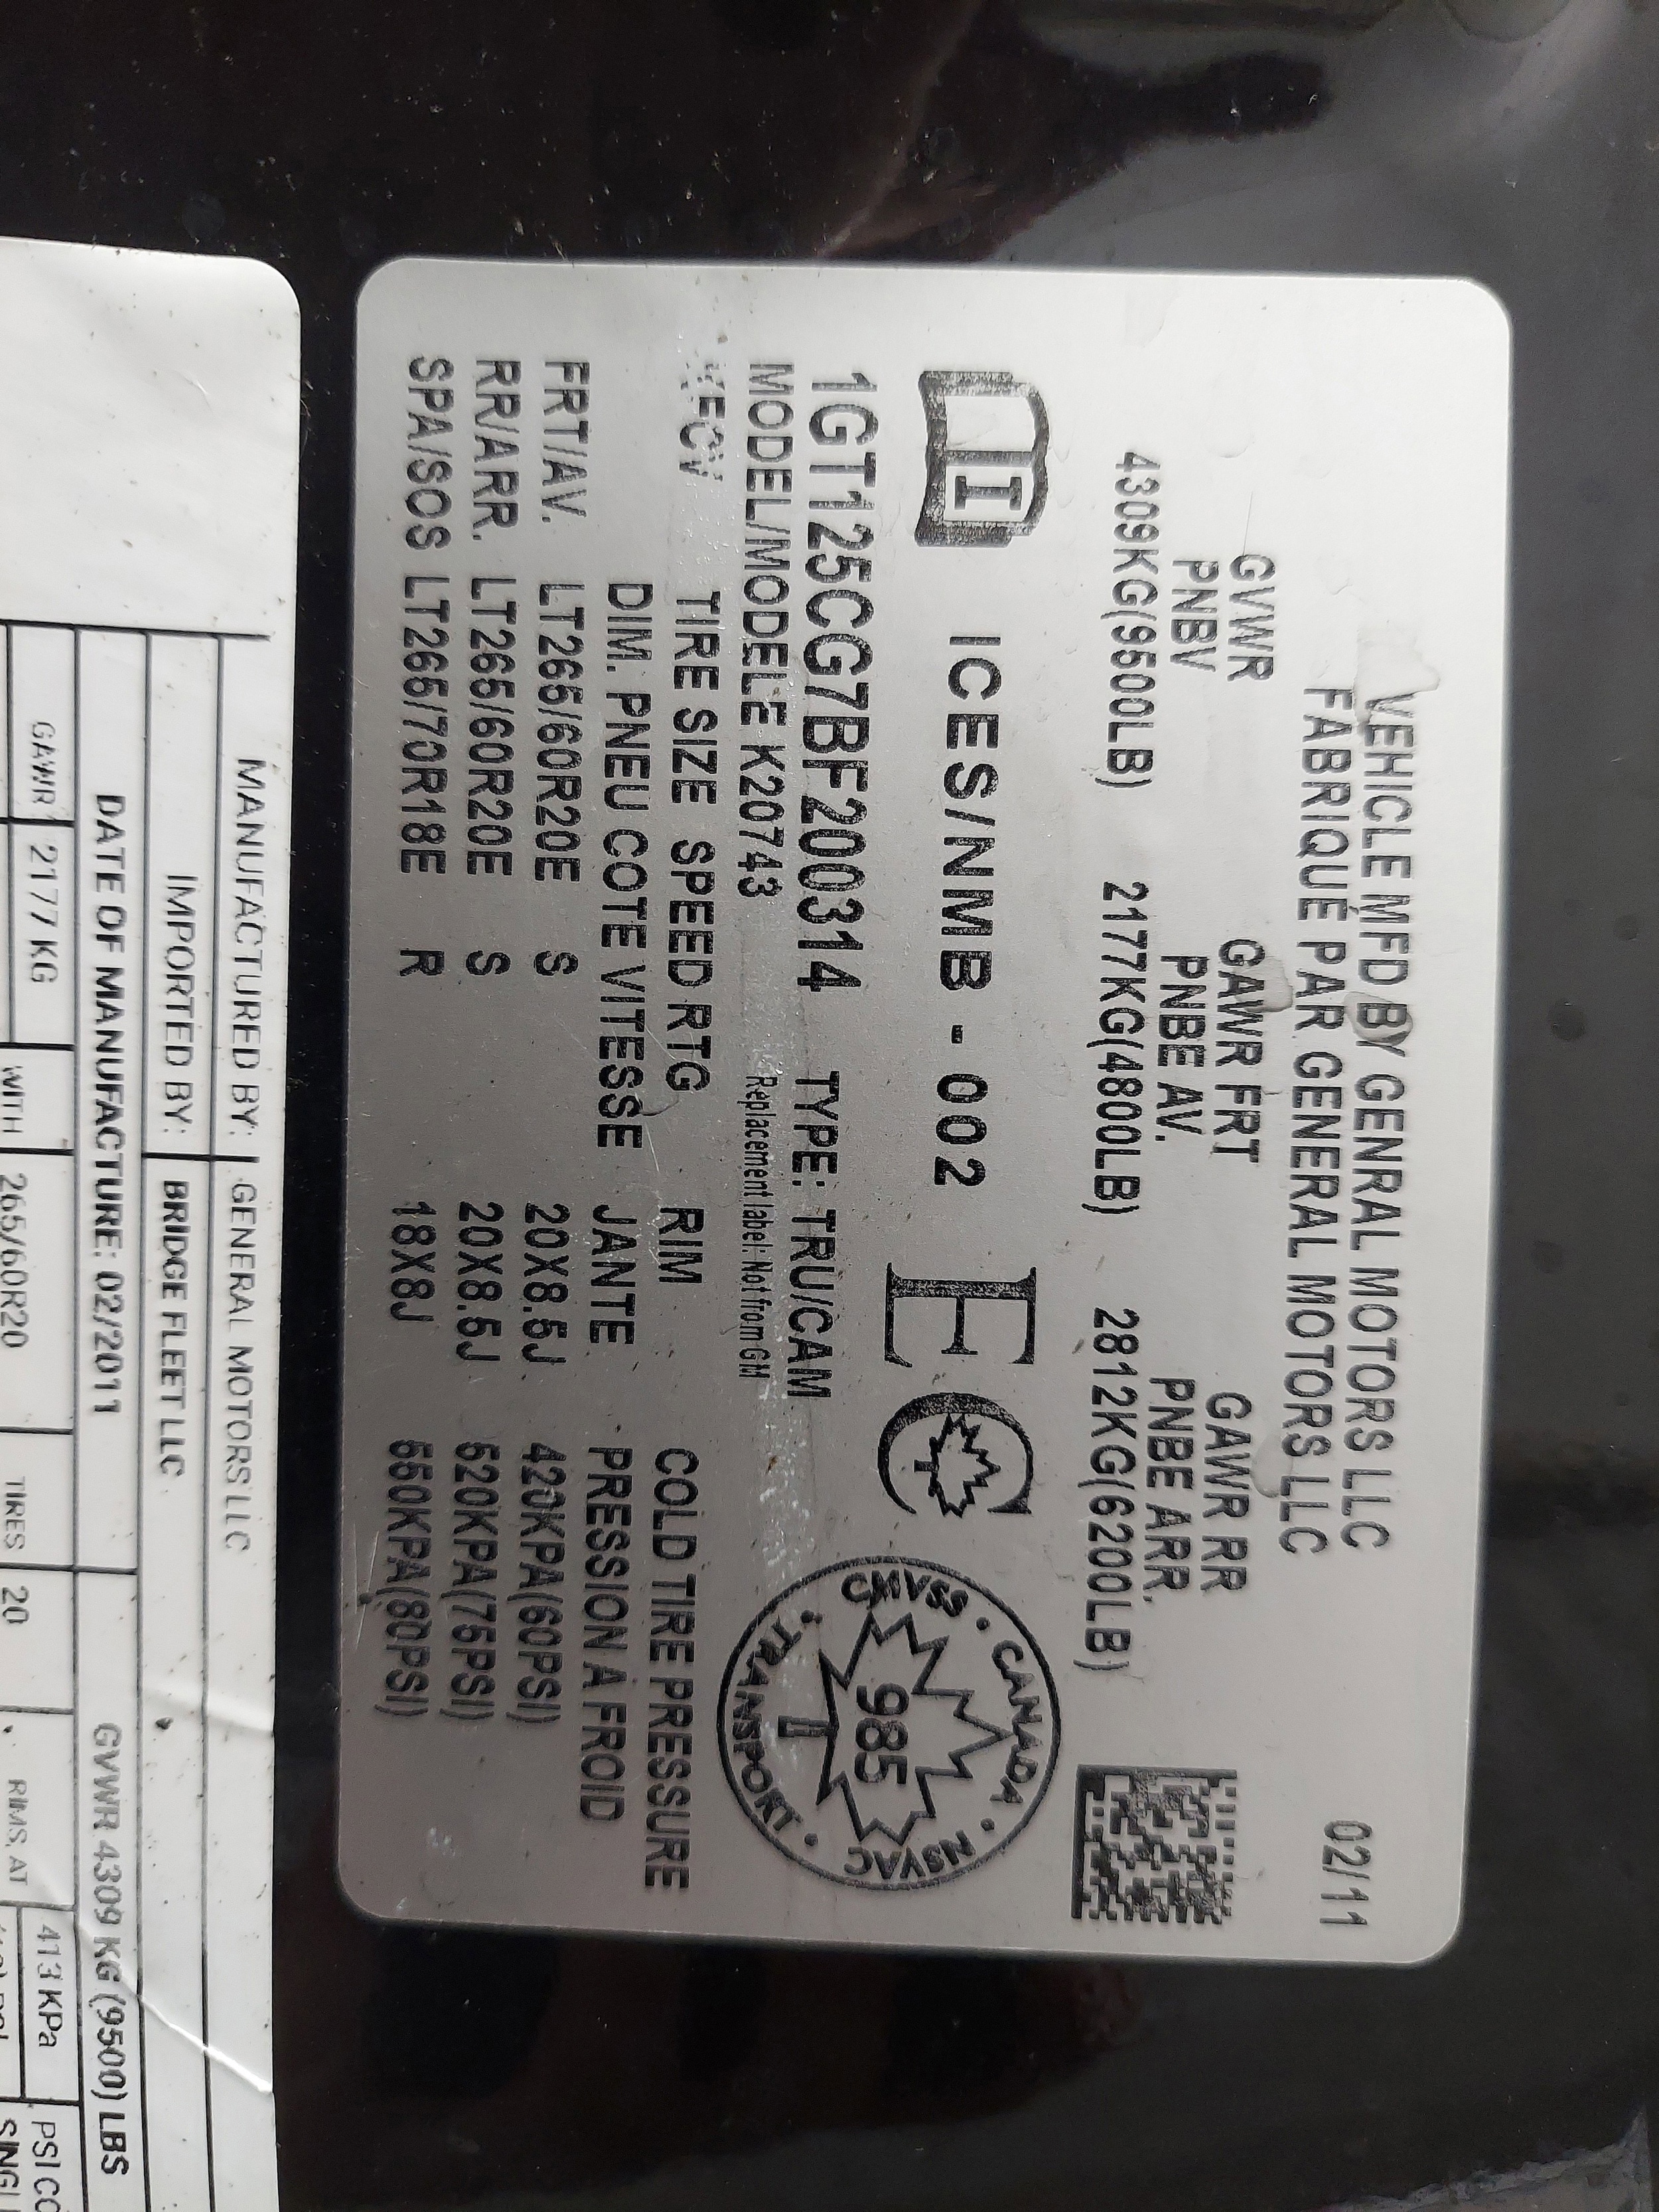 VEHICLE MFD BY GENRAL MOTORS LLC
FABRIQUÉ PAR GENERAL MOTORS LLC
02/11
GVWR GAWR FRT GAWR RR
PNBV PNBE AV. PNBE ARR.
4309KG(9500LB) 2177KG(4800LB) 2812KG(6200LB)
I ICES/NMB - 002 EC
CMVSS • CANADA • NSVAC • TRANSPORT •
985
1GT125CG7BF200314 TYPE: TRU/CAM
MODEL/MODELE K20743 Replacement label: Not from GM
TIRE SIZE SPEED RTG RIM COLD TIRE PRESSURE
DIM. PNEU COTE VITESSE JANTE PRESSION A FROID
FRT/AV. LT265/60R20E S 20X8.5J 420KPA(60PSI)
RR/ARR. LT265/60R20E S 20X8.5J 520KPA(75PSI)
SPA/SOS LT265/70R18E R 18X8J 550KPA(80PSI)
MANUFACTURED BY: GENERAL MOTORS LLC
IMPORTED BY: BRIDGE FLEET LLC
DATE OF MANUFACTURE: 02/2011 GVWR 4309 KG (9500) LBS
GAWR 2177 KG WITH 265/60R20 TIRES 20 RIMS, AT 413 KPa PSI